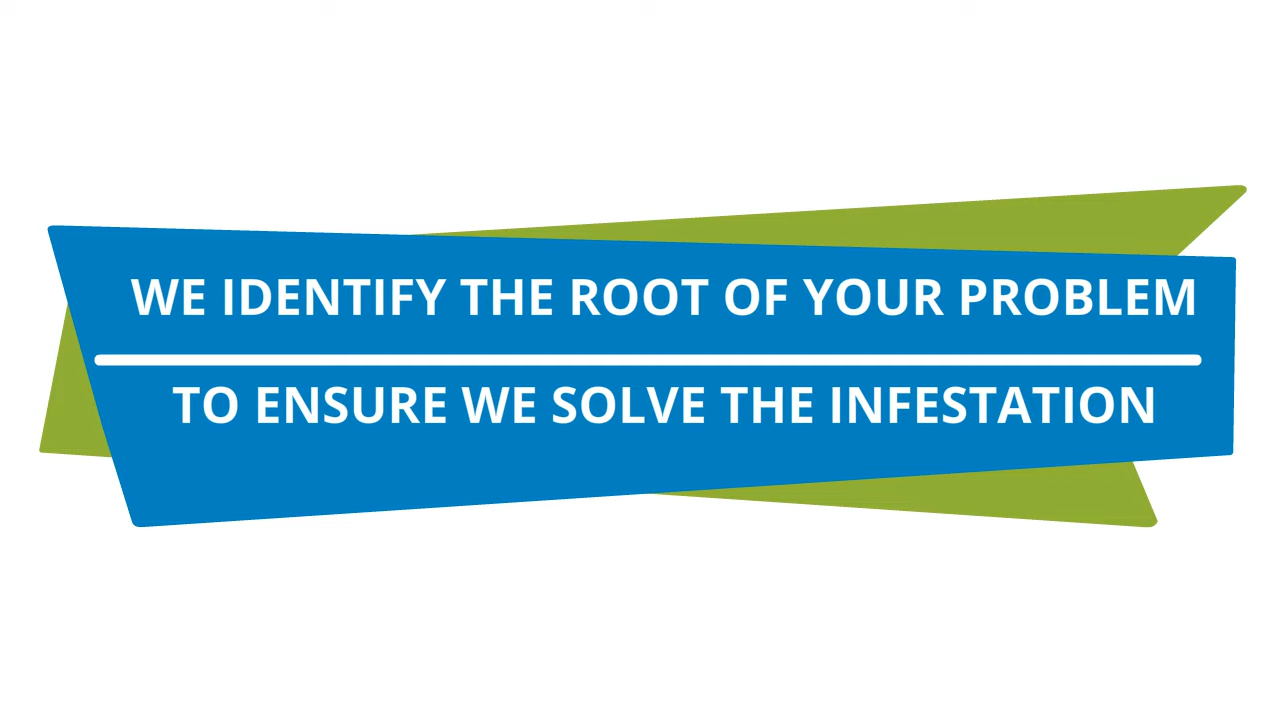 WE IDENTIFY THE ROOT OF YOUR PROBLEM
TO ENSURE WE SOLVE THE INFESTATION